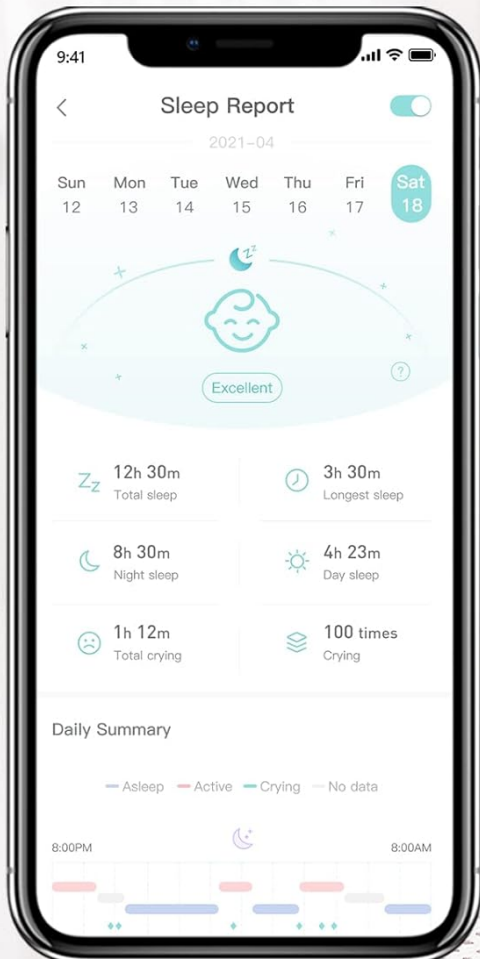 9:41
Sleep Report
2021-04
Sun Mon Tue Wed Thu Fri Sat
12 13 14 15 16 17 18
zz
Excellent
?
Zz 12h 30m 3h 30m
Total sleep Longest sleep
8h 30m 4h 23m
Night sleep Day sleep
1h 12m 100 times
Total crying Crying
Daily Summary
Asleep Active Crying No data
8:00PM 8:00AM